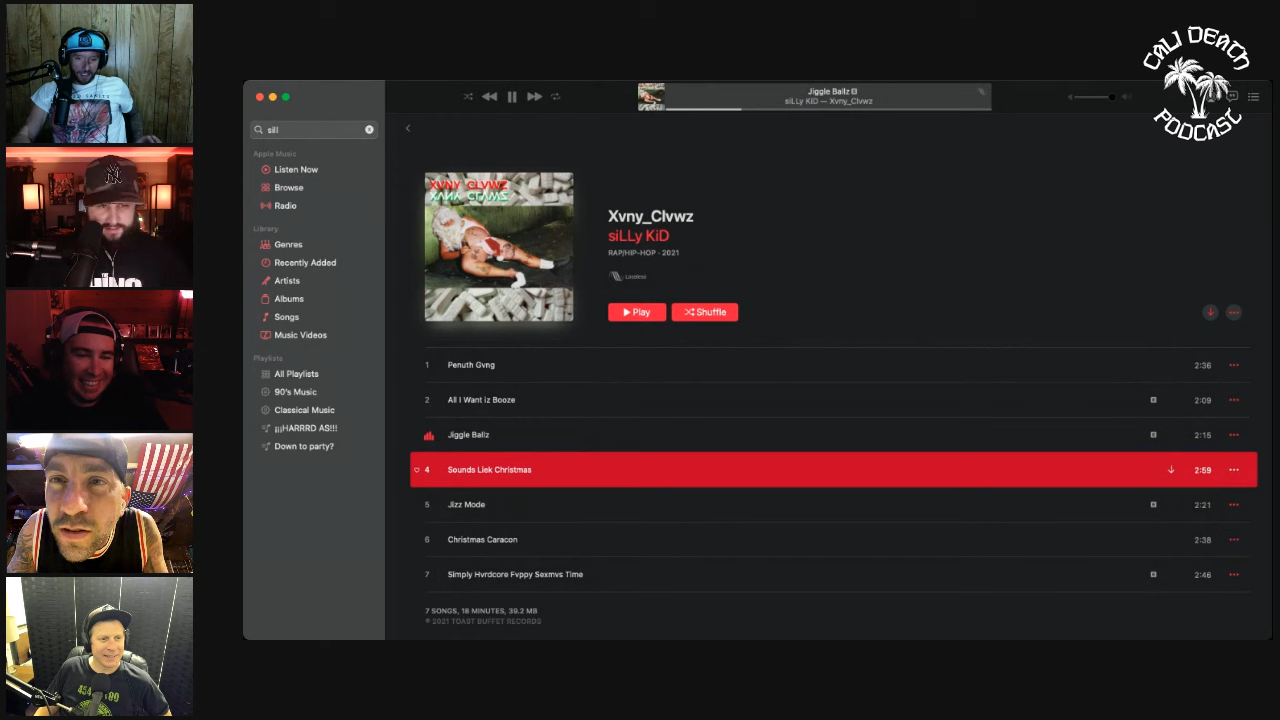 CALI DEATH
PODCAST
Jiggle Ballz
siLLy KiD — Xvny_Clvwz
sill
Apple Music
Listen Now
Browse
Radio
Library
Genres
Recently Added
Artists
Albums
Songs
Music Videos
Playlists
All Playlists
90's Music
Classical Music
¡¡¡HARRRD AS!!!
Down to party?
XVNY CLVWZ
Xvny_Clvwz
siLLy KiD
RAP/HIP-HOP · 2021
Lossless
Play
Shuffle
1 Penuth Gvng 2:36
2 All I Want iz Booze E 2:09
Jiggle Ballz E 2:15
4 Sounds Liek Christmas 2:59
5 Jizz Mode E 2:21
6 Christmas Caracon 2:38
7 Simply Hvrdcore Fvppy Sexmvs Time E 2:46
7 SONGS, 18 MINUTES, 39.2 MB
℗ 2021 TOAST BUFFET RECORDS